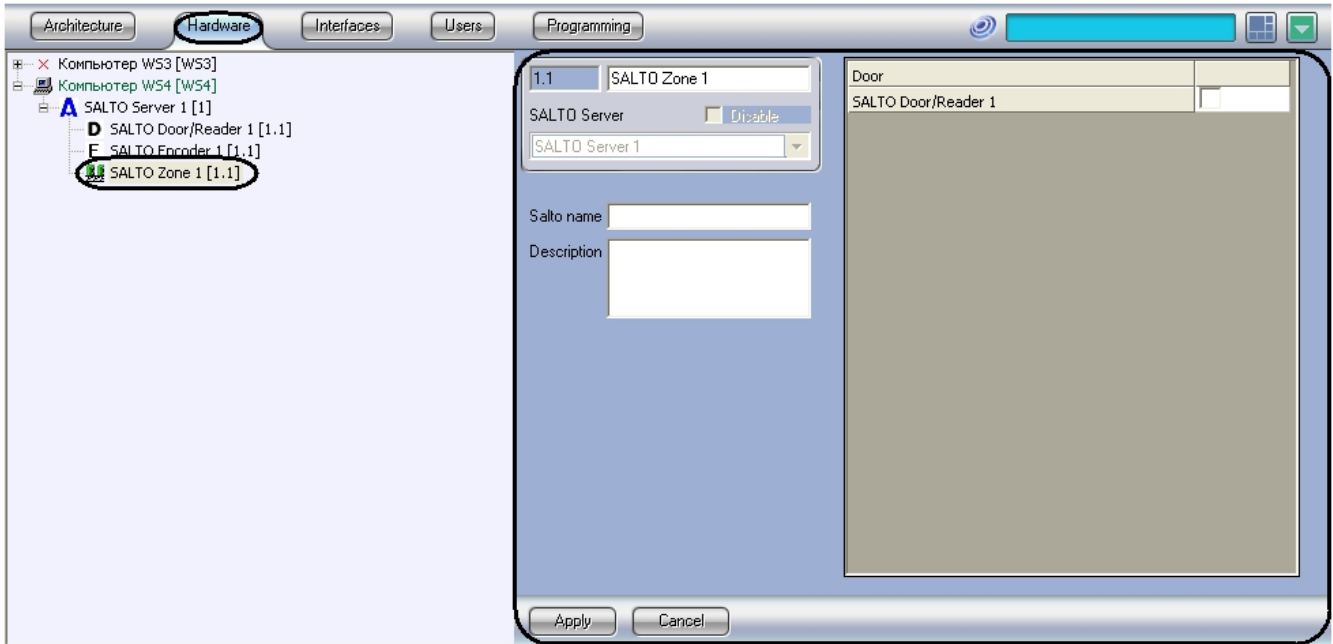 Architecture Hardware Interfaces Users Programming
Компьютер WS3 [WS3]
Компьютер WS4 [WS4]
A SALTO Server 1 [1]
D SALTO Door/Reader 1 [1.1]
E SALTO Encoder 1 [1.1]
SALTO Zone 1 [1.1]
1.1 SALTO Zone 1
SALTO Server Disable
SALTO Server 1
Salto name
Description
Door
SALTO Door/Reader 1
Apply Cancel